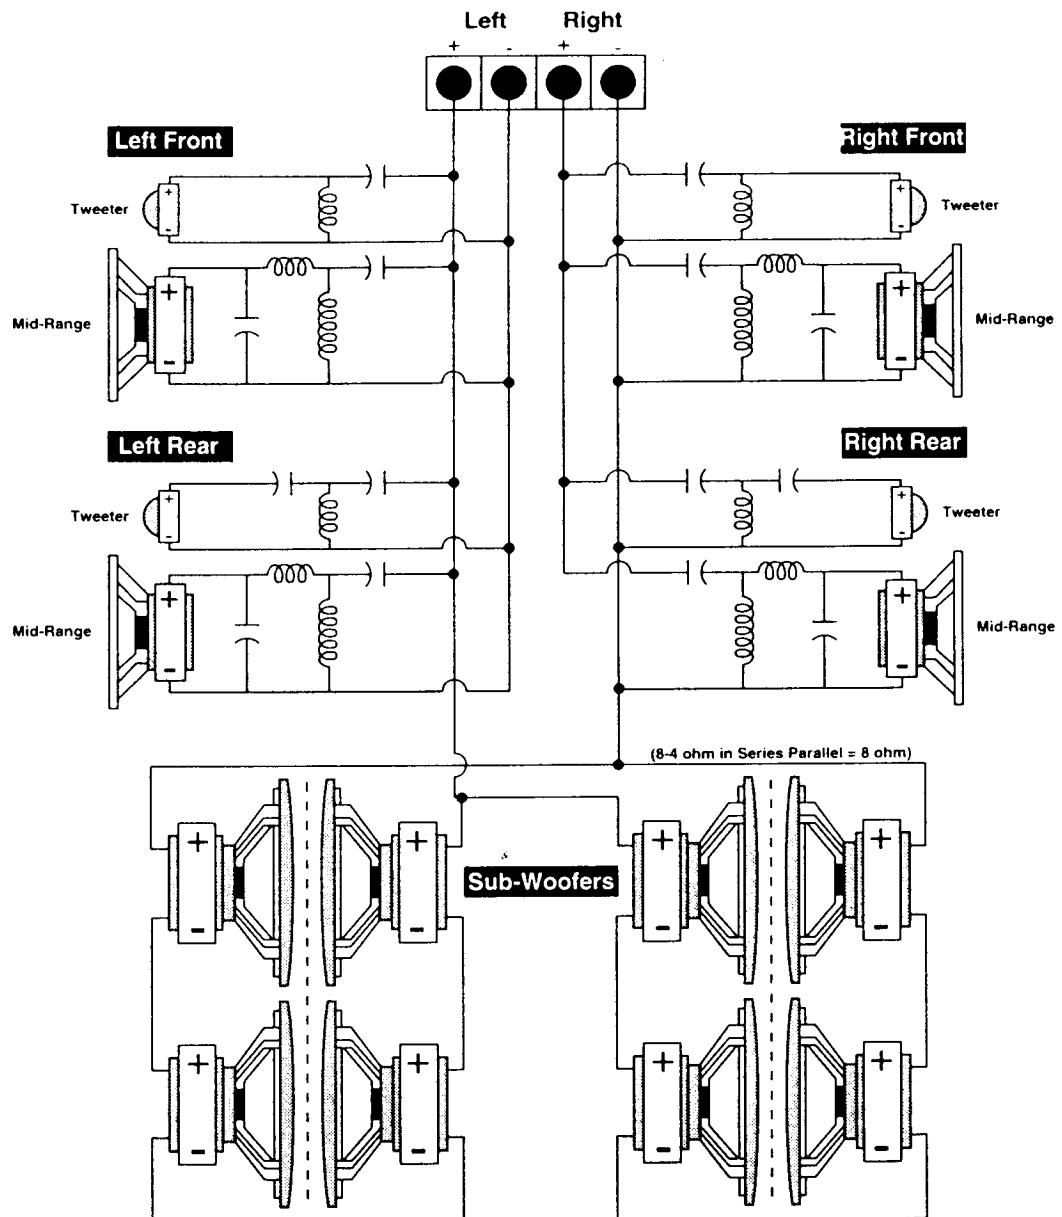 Left Right
+ - + -
Left Front
Right Front
Tweeter
+
-
+
-
Tweeter
Mid-Range
+
-
+
-
Mid-Range
Left Rear
Right Rear
Tweeter
+
-
+
-
Tweeter
Mid-Range
+
-
+
-
Mid-Range
(8-4 ohm in Series Parallel = 8 ohm)
+ + + +
Sub-Woofers
- - - -
+ + + +
- - - -